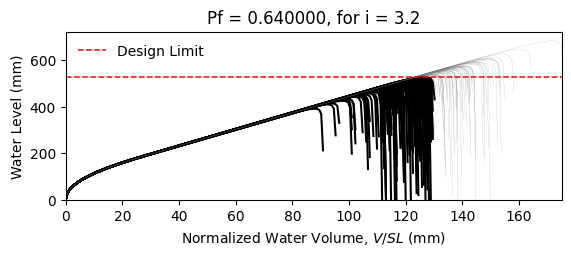 Pf = 0.640000, for i = 3.2
Design Limit
Water Level (mm)
600
400
200
0
0 20 40 60 80 100 120 140 160
Normalized Water Volume, V/SL (mm)